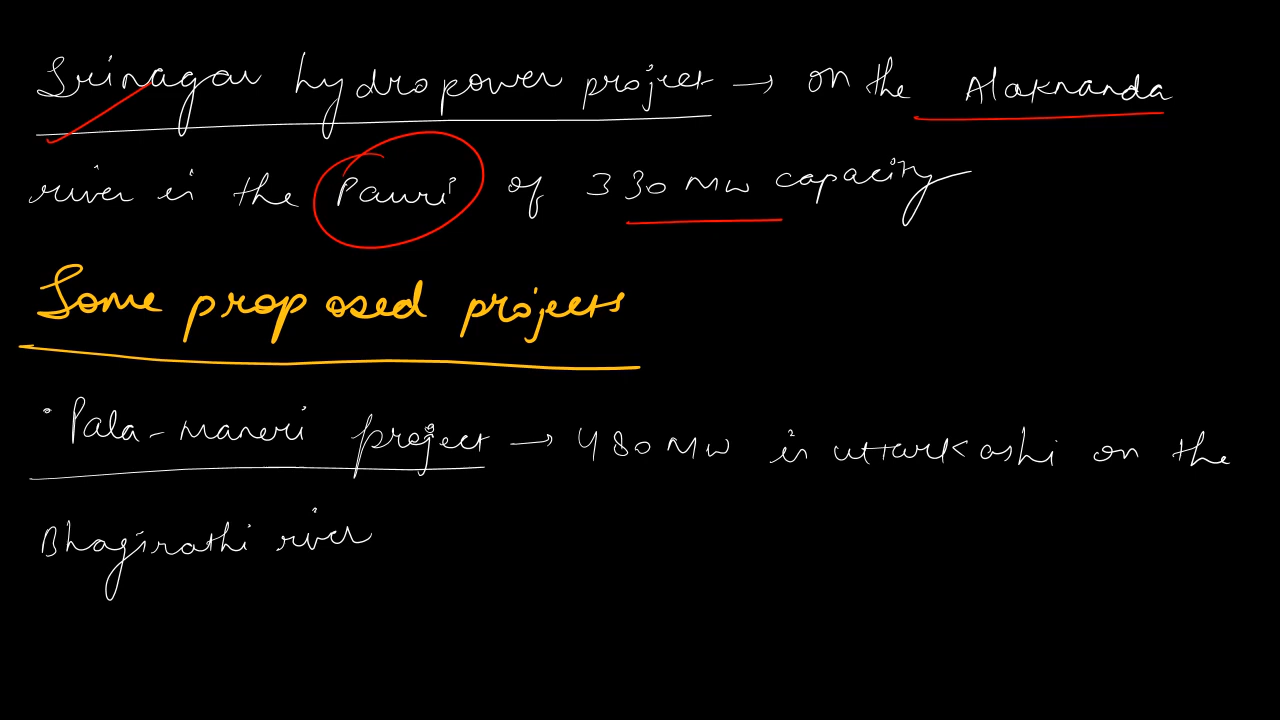 Srinagar hydropower project → on the Alaknanda
river in the Pauri of 330 MW capacity
Some proposed projects
• Pala-Maneri project → 480 MW in uttarkashi on the
Bhagirathi river